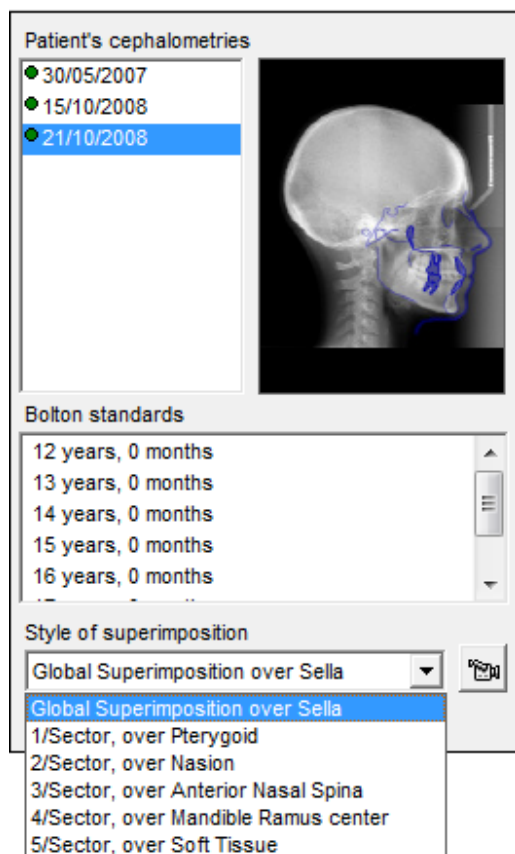 Patient's cephalometries
30/05/2007
15/10/2008
21/10/2008
Bolton standards
12 years, 0 months
13 years, 0 months
14 years, 0 months
15 years, 0 months
16 years, 0 months
Style of superimposition
Global Superimposition over Sella
Global Superimposition over Sella
1/Sector, over Pterygoid
2/Sector, over Nasion
3/Sector, over Anterior Nasal Spina
4/Sector, over Mandible Ramus center
5/Sector, over Soft Tissue